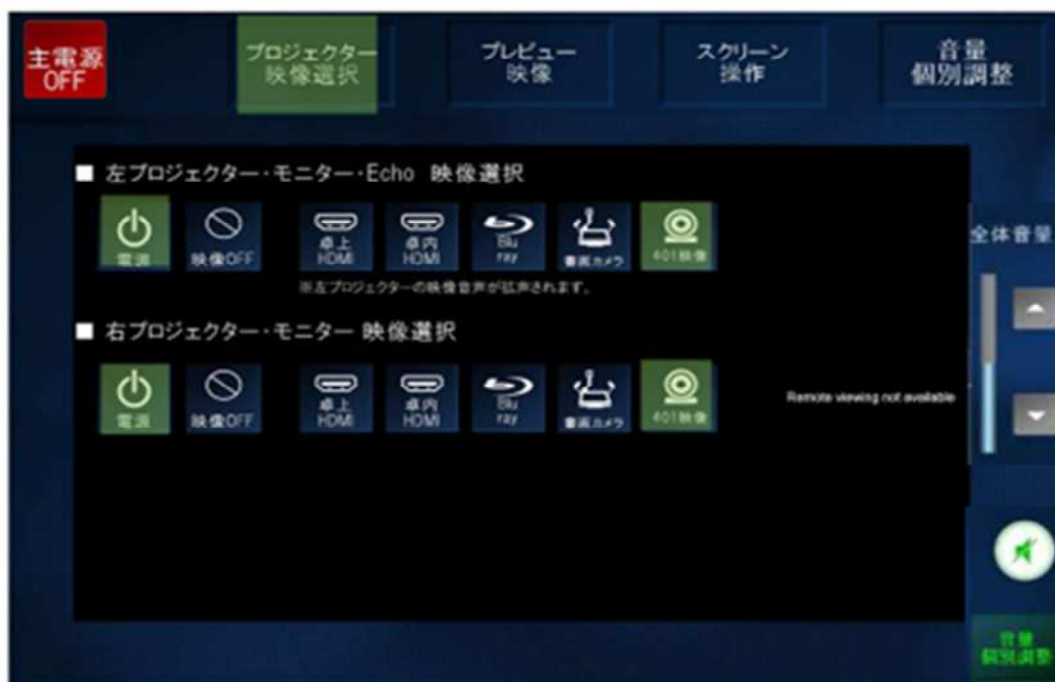 主電源
OFF
プロジェクター
映像選択
プレビュー
映像
スクリーン
操作
音量
個別調整
■ 左プロジェクター・モニター・Echo 映像選択
電源
映像OFF
卓上
HDMI
卓内
HDMI
Blu
ray
書画カメラ
401映像
※左プロジェクターの映像音声が拡声されます。
■ 右プロジェクター・モニター 映像選択
電源
映像OFF
卓上
HDMI
卓内
HDMI
Blu
ray
書画カメラ
401映像
Remote viewing not available
全体音量
音量
個別調整